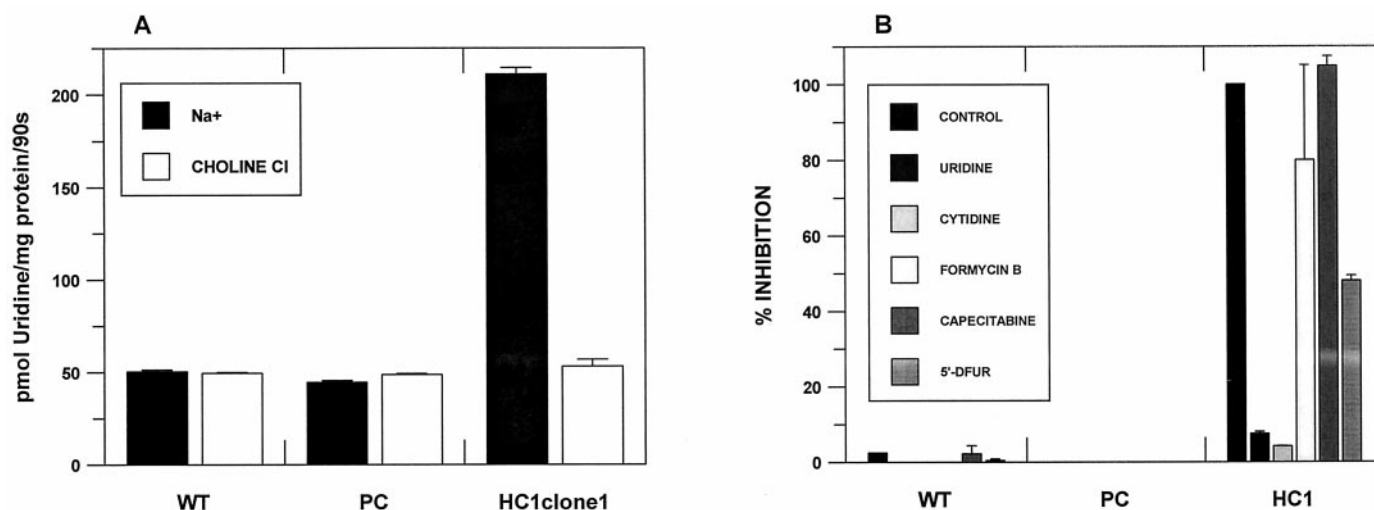 A
pmol Uridine/mg protein/90s
200
150
100
50
0
Na+
CHOLINE Cl
WT
PC
HC1clone1
B
% INHIBITION
100
80
60
40
20
0
CONTROL
URIDINE
CYTIDINE
FORMYCIN B
CAPECITABINE
5'-DFUR
WT
PC
HC1